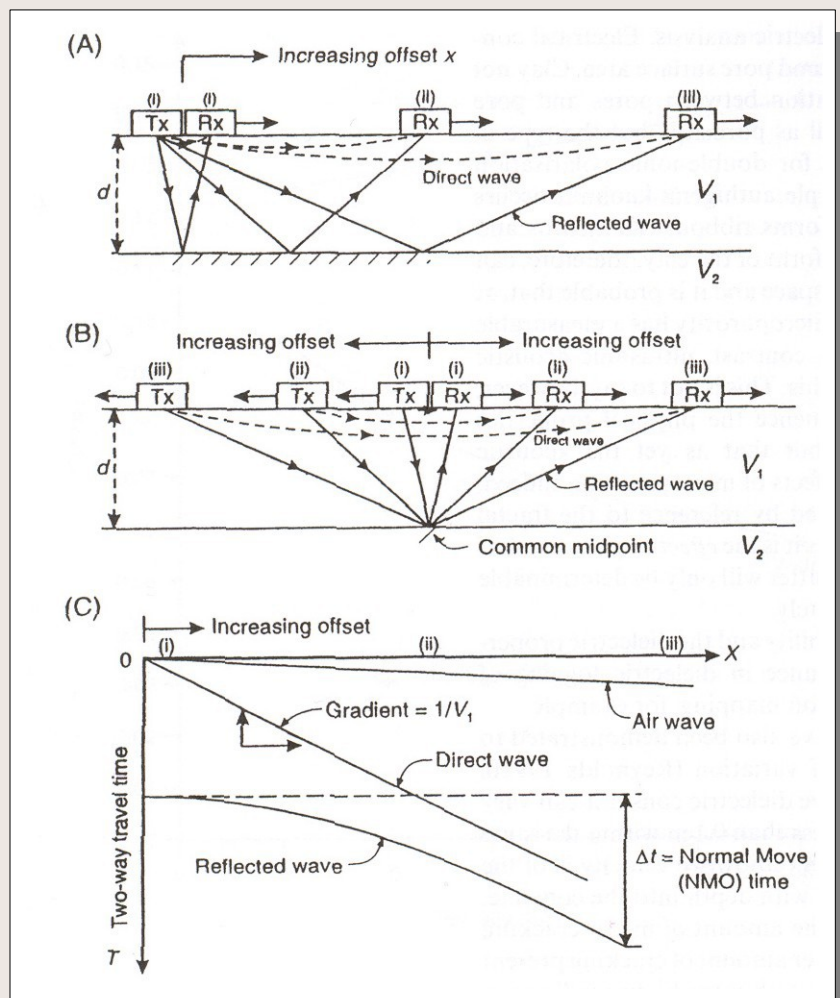 (A)
Increasing offset x
(i) (i) (ii) (iii)
Tx Rx Rx Rx
d
Direct wave
V1
Reflected wave
V2
(B)
Increasing offset Increasing offset
(iii) (ii) (i) (i) (ii) (iii)
Tx Tx Tx Rx Rx Rx
Direct wave
d
V1
Reflected wave
Common midpoint
V2
(C)
Increasing offset
(i) (ii) (iii)
0 X
Gradient = 1/V1
Air wave
Direct wave
Two-way travel time
Reflected wave
Δt = Normal Move
(NMO) time
T